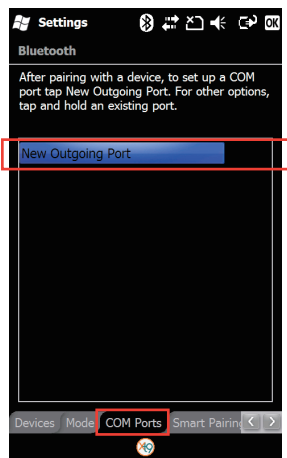 Settings
OK
Bluetooth
After pairing with a device, to set up a COM
port tap New Outgoing Port. For other options,
tap and hold an existing port.
New Outgoing Port
Devices Mode COM Ports Smart Pairing